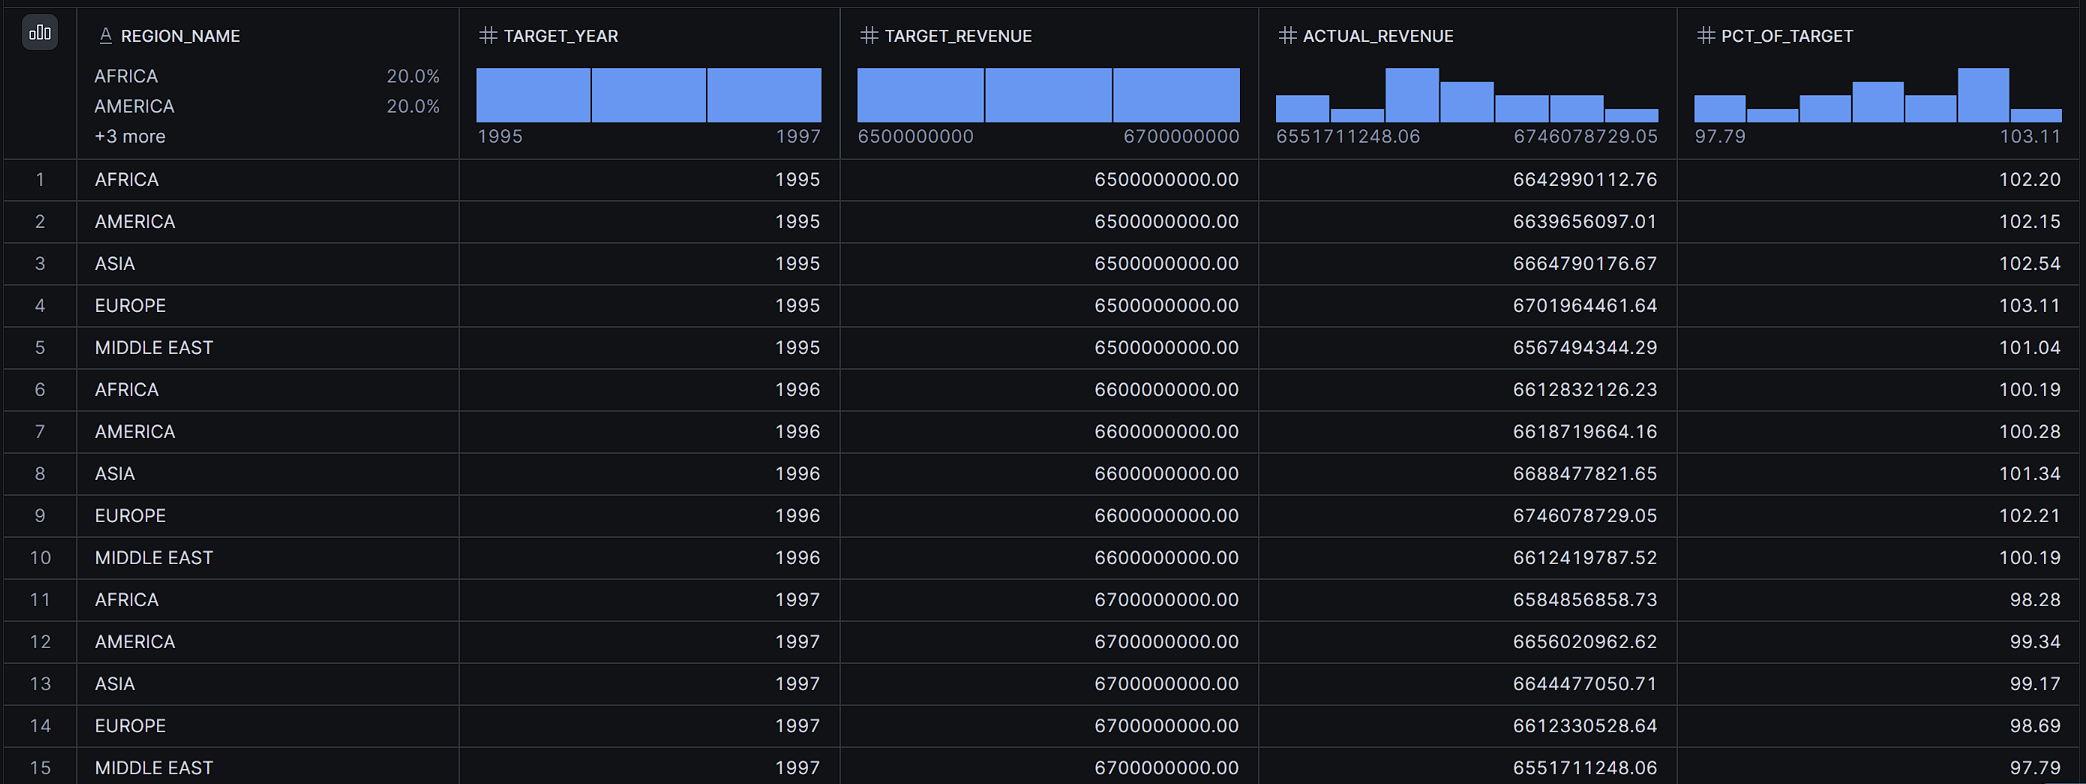 A REGION_NAME # TARGET_YEAR # TARGET_REVENUE # ACTUAL_REVENUE # PCT_OF_TARGET
AFRICA 20.0%
AMERICA 20.0%
+3 more 1995 1997 6500000000 6700000000 6551711248.06 6746078729.05 97.79 103.11
1 AFRICA 1995 6500000000.00 6642990112.76 102.20
2 AMERICA 1995 6500000000.00 6639656097.01 102.15
3 ASIA 1995 6500000000.00 6664790176.67 102.54
4 EUROPE 1995 6500000000.00 6701964461.64 103.11
5 MIDDLE EAST 1995 6500000000.00 6567494344.29 101.04
6 AFRICA 1996 6600000000.00 6612832126.23 100.19
7 AMERICA 1996 6600000000.00 6618719664.16 100.28
8 ASIA 1996 6600000000.00 6688477821.65 101.34
9 EUROPE 1996 6600000000.00 6746078729.05 102.21
10 MIDDLE EAST 1996 6600000000.00 6612419787.52 100.19
11 AFRICA 1997 6700000000.00 6584856858.73 98.28
12 AMERICA 1997 6700000000.00 6656020962.62 99.34
13 ASIA 1997 6700000000.00 6644477050.71 99.17
14 EUROPE 1997 6700000000.00 6612330528.64 98.69
15 MIDDLE EAST 1997 6700000000.00 6551711248.06 97.79